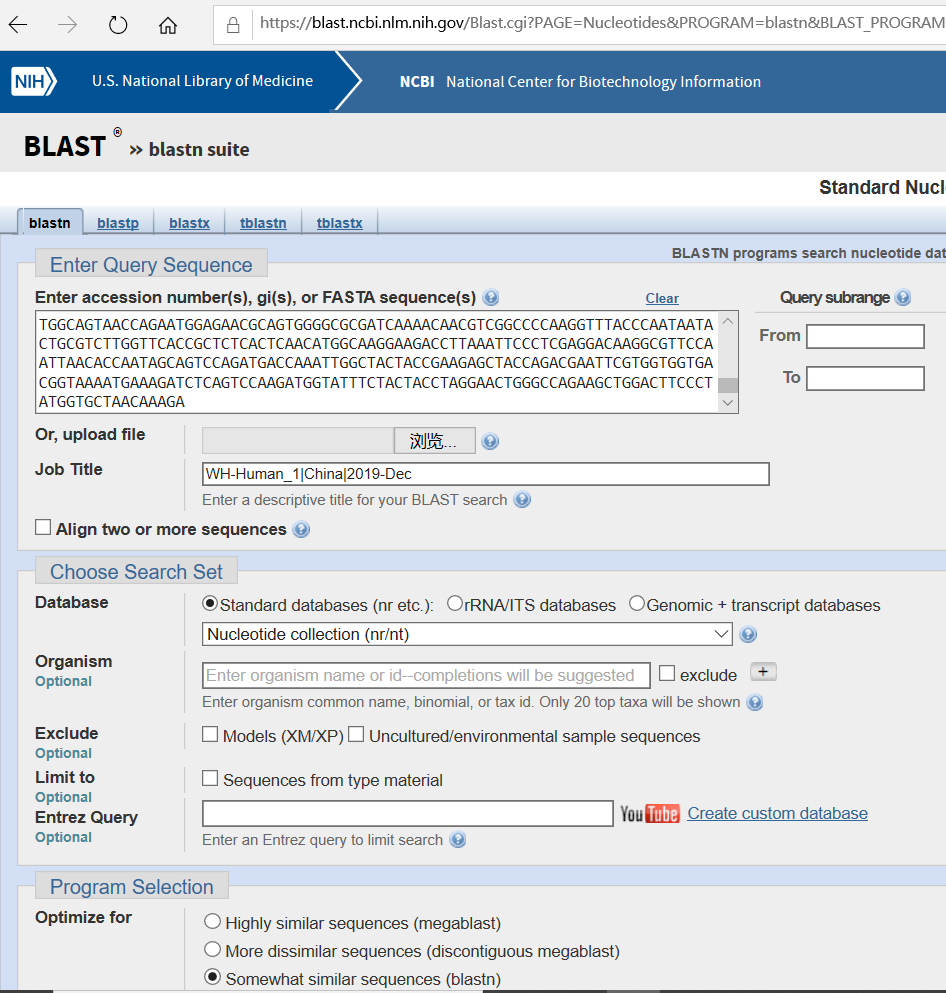 https://blast.ncbi.nlm.nih.gov/Blast.cgi?PAGE=Nucleotides&PROGRAM=blastn&BLAST_PROGRAM
NIH U.S. National Library of Medicine NCBI National Center for Biotechnology Information
BLAST ® » blastn suite
Standard Nucl
blastn blastp blastx tblastn tblastx
BLASTN programs search nucleotide dat
Enter Query Sequence
Enter accession number(s), gi(s), or FASTA sequence(s) ? Clear Query subrange ?
TGGCAGTAACCAGAATGGAGAACGCAGTGGGGCGCGATCAAAACAACGTCGGCCCCAAGGTTTACCCAATAATA
CTGCGTCTTGGTTCACCGCTCTCACTCAACATGGCAAGGAAGACCTTAAATTCCCTCGAGGACAAGGCGTTCCA
ATTAACACCAATAGCAGTCCAGATGACCAAATTGGCTACTACCGAAGAGCTACCAGACGAATTCGTGGTGGTGA
CGGTAAAATGAAAGATCTCAGTCCAAGATGGTATTTCTACTACCTAGGAACTGGGCCAGAAGCTGGACTTCCCT
ATGGTGCTAACAAAGA
From
To
Or, upload file 浏览... ?
Job Title WH-Human_1|China|2019-Dec
Enter a descriptive title for your BLAST search ?
Align two or more sequences ?
Choose Search Set
Database Standard databases (nr etc.): rRNA/ITS databases Genomic + transcript databases
Nucleotide collection (nr/nt) ?
Organism
Optional
Enter organism name or id--completions will be suggested exclude +
Enter organism common name, binomial, or tax id. Only 20 top taxa will be shown ?
Exclude
Optional
Models (XM/XP) Uncultured/environmental sample sequences
Limit to
Optional
Sequences from type material
Entrez Query
Optional
YouTube Create custom database
Enter an Entrez query to limit search ?
Program Selection
Optimize for Highly similar sequences (megablast)
More dissimilar sequences (discontiguous megablast)
Somewhat similar sequences (blastn)